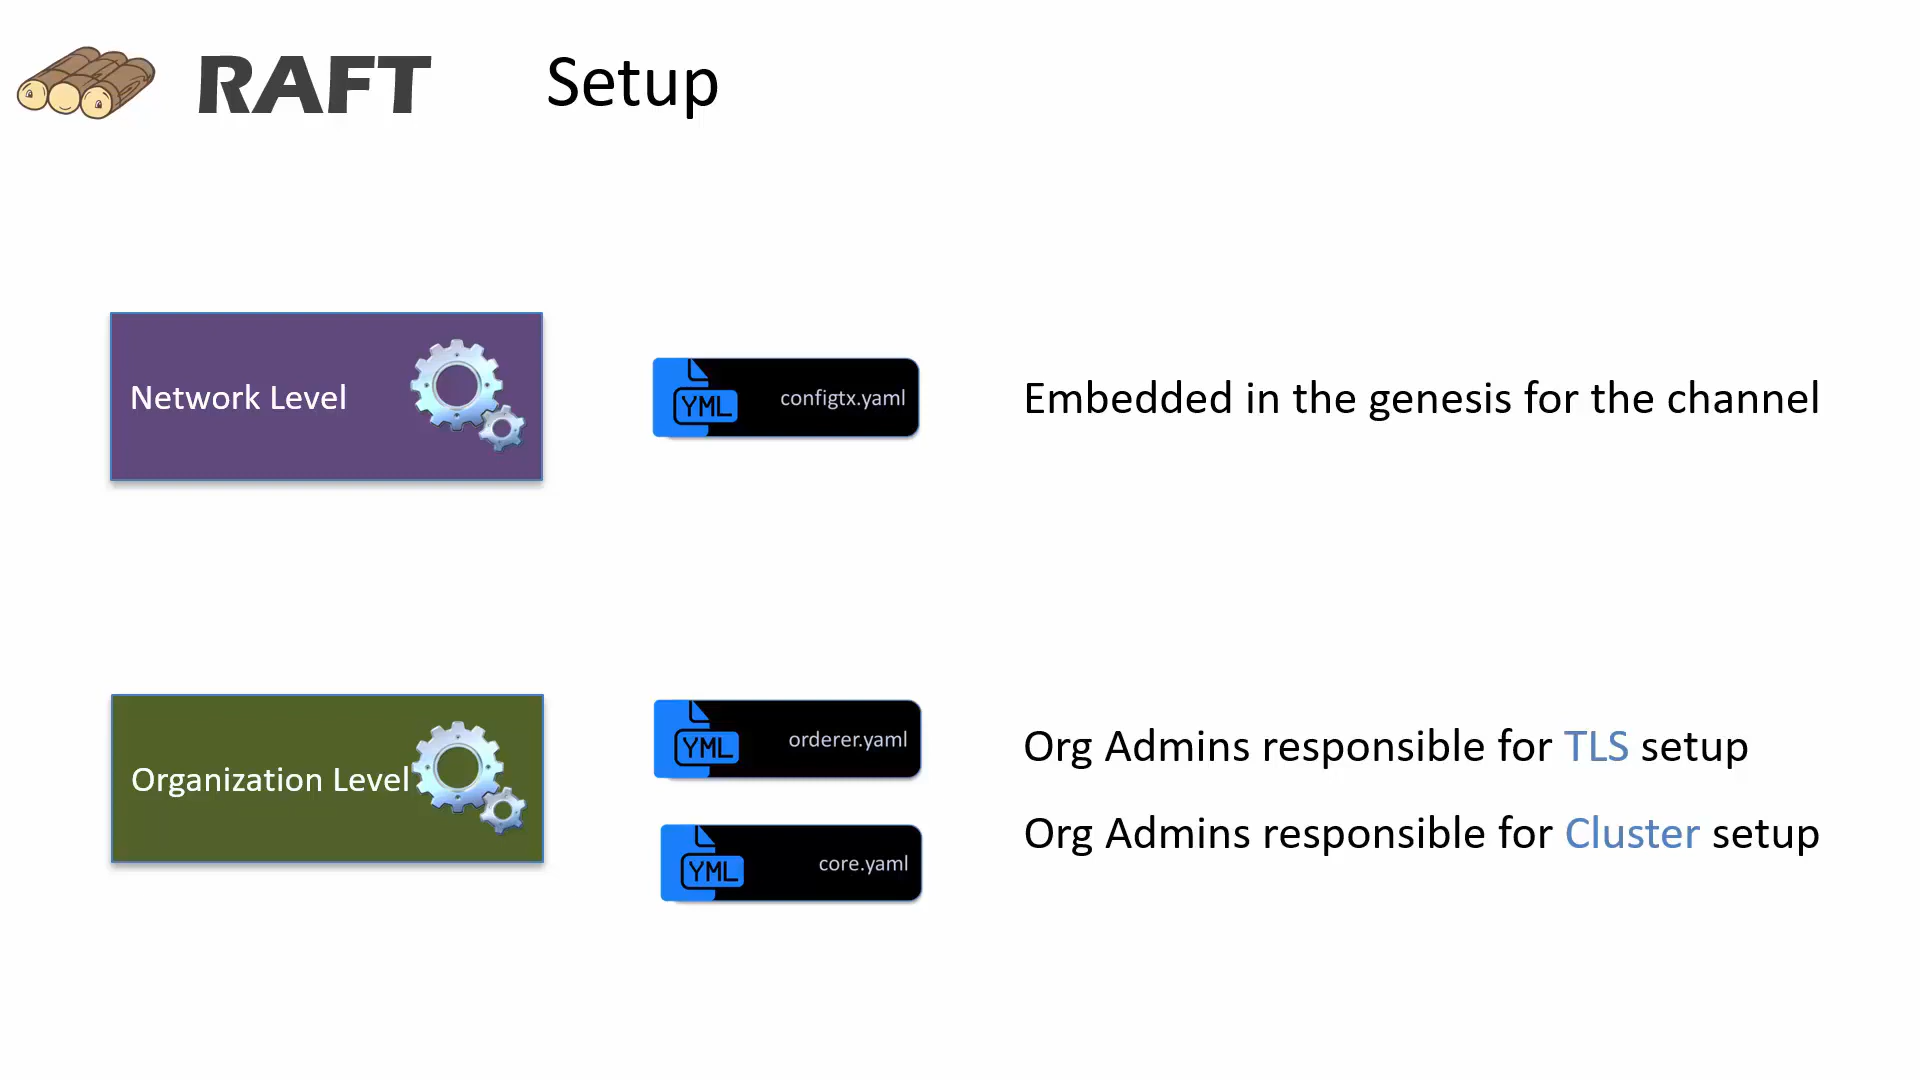 RAFT Setup
Network Level
YML configtx.yaml
Embedded in the genesis for the channel
Organization Level
YML orderer.yaml
YML core.yaml
Org Admins responsible for TLS setup
Org Admins responsible for Cluster setup